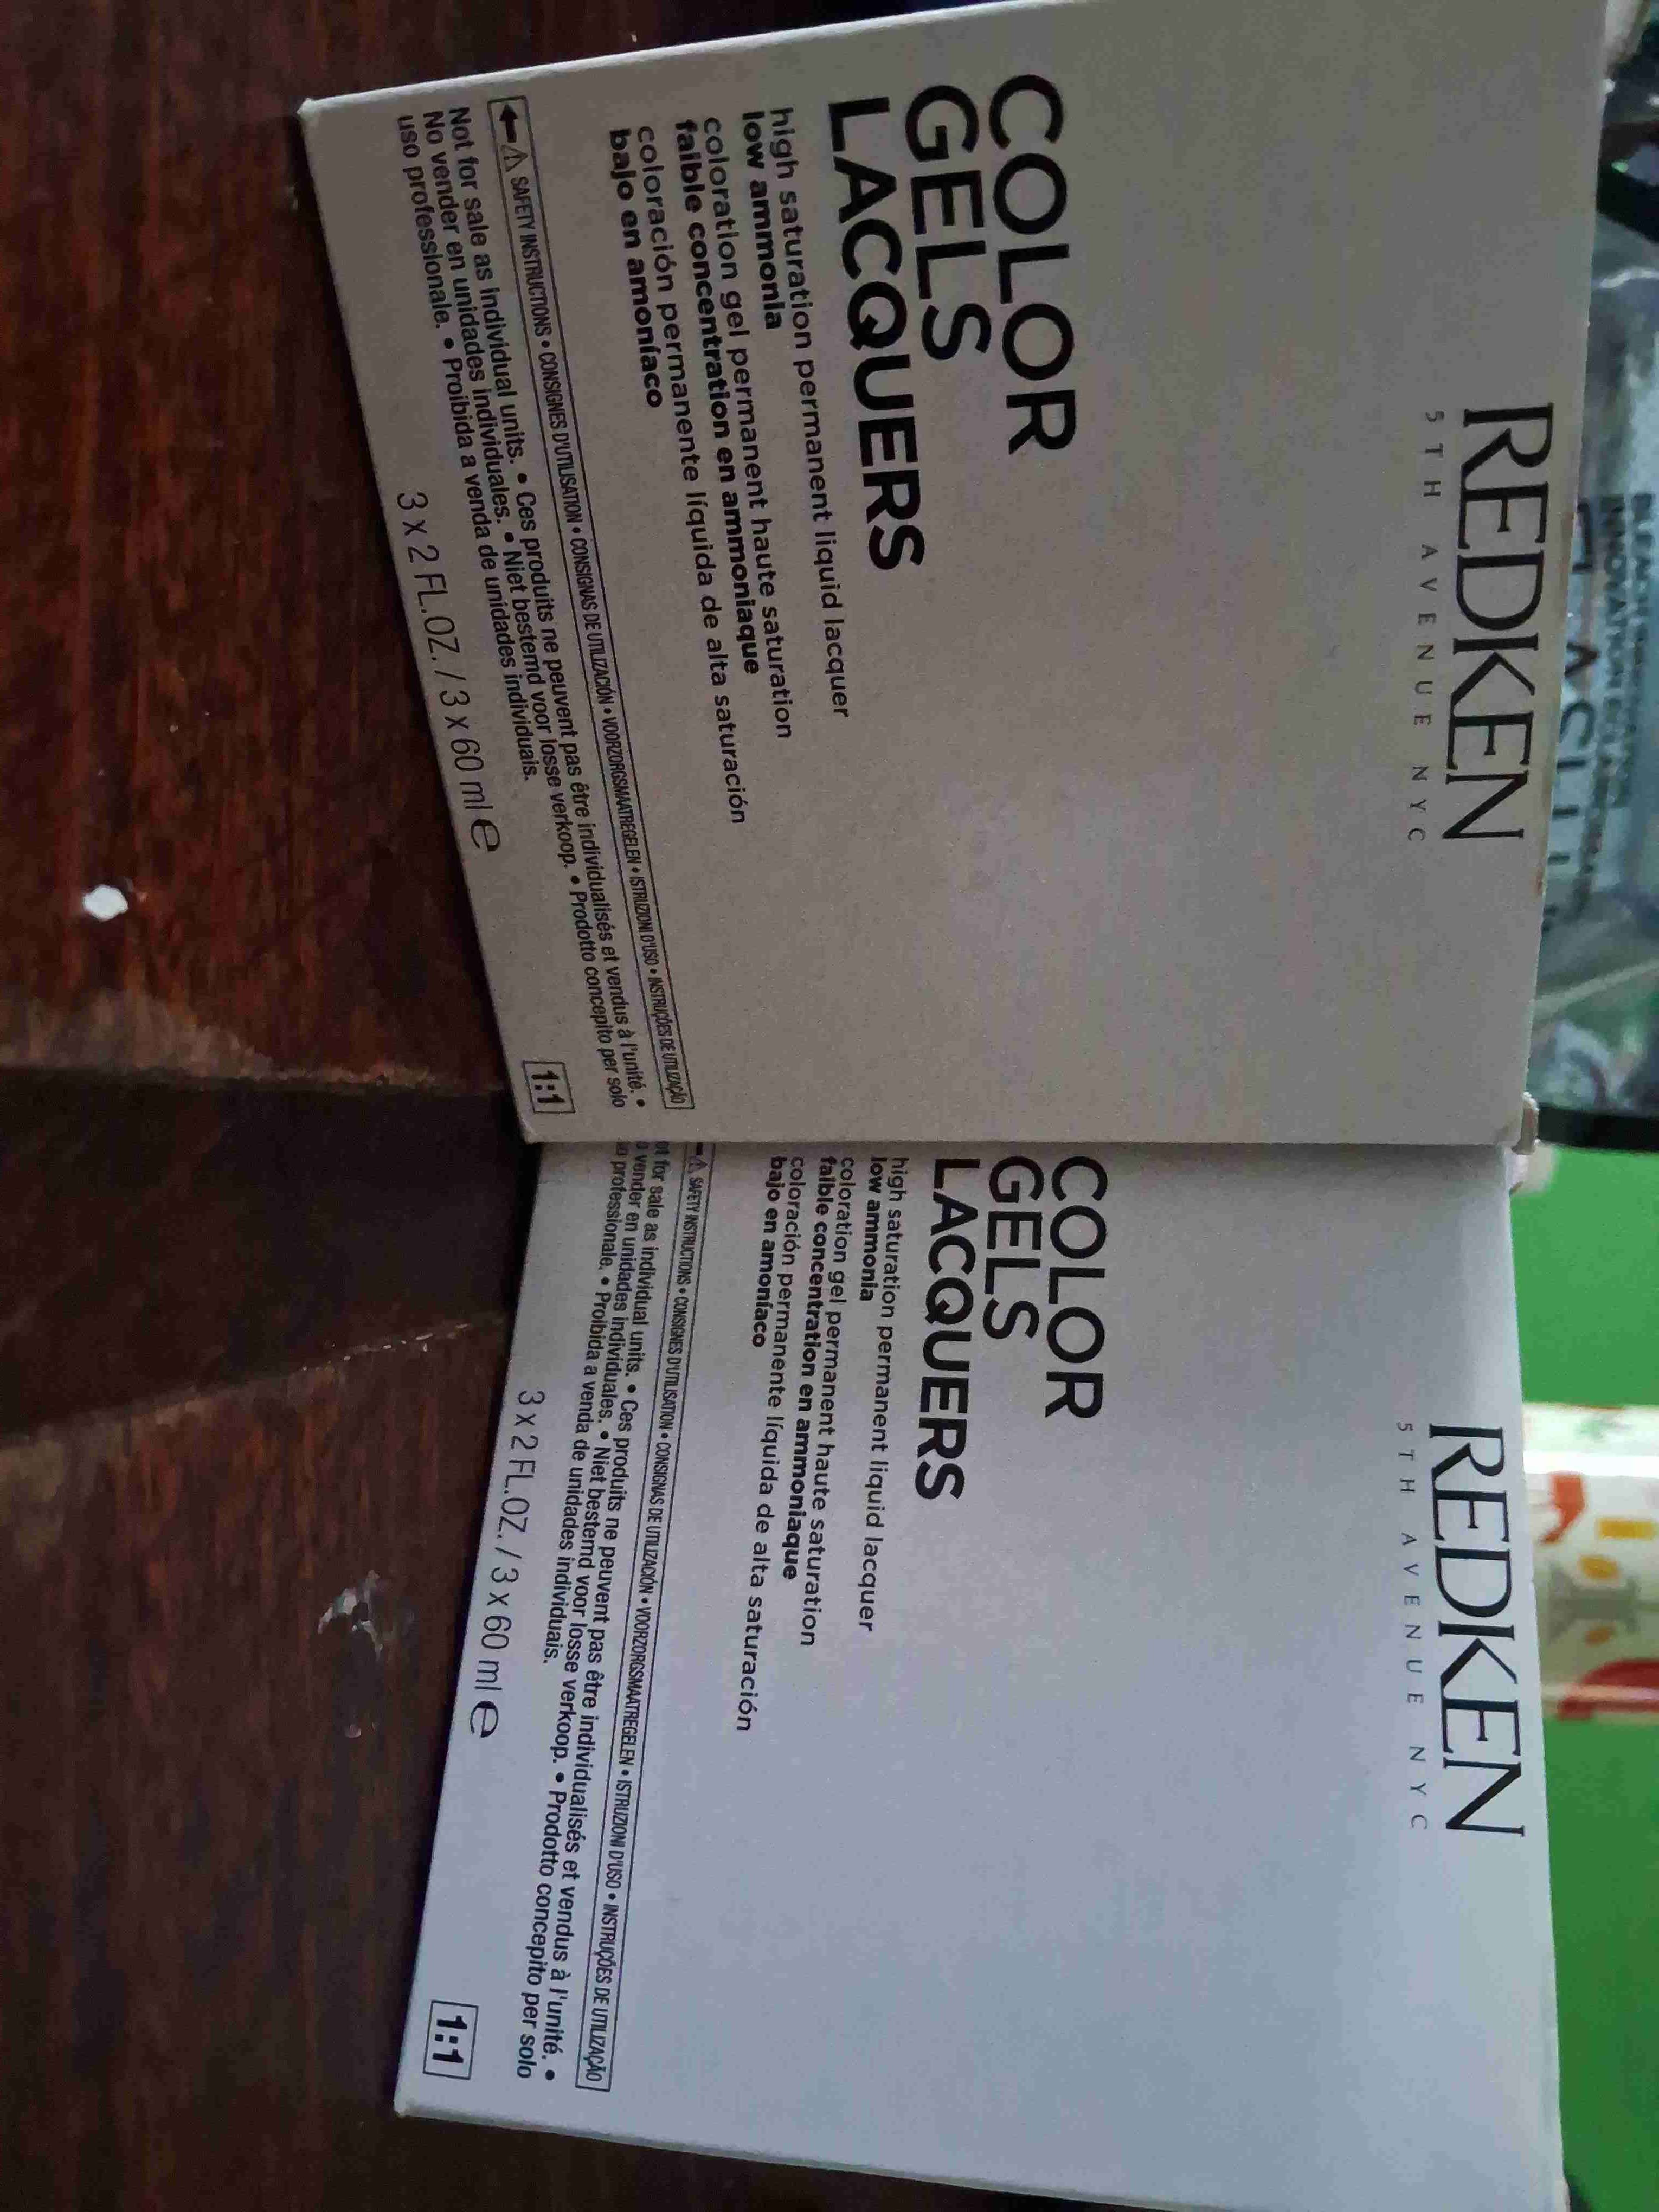 REDKEN
5TH AVENUE NYC
COLOR
GELS
LACQUERS
high saturation permanent liquid lacquer
low ammonia
coloration gel permanent haute saturation
faible concentration en ammoniaque
coloración permanente líquida de alta saturación
bajo en amoníaco
SAFETY INSTRUCTIONS • CONSIGNES D'UTILISATION • CONSIGNAS DE UTILIZACIÓN • VOORZORGSMAATREGELEN • ISTRUZIONI D'USO • INSTRUÇÕES DE UTILIZAÇÃO
Not for sale as individual units. • Ces produits ne peuvent pas être individualisés et vendus à l'unité. •
No vender en unidades individuales. • Niet bestemd voor losse verkoop. • Prodotto concepito per solo
uso professionale. • Proibida a venda de unidades individuais.
3 x 2 FL.OZ. / 3 x 60 ml e
1:1
REDKEN
5TH AVENUE NYC
COLOR
GELS
LACQUERS
high saturation permanent liquid lacquer
low ammonia
coloration gel permanent haute saturation
faible concentration en ammoniaque
coloración permanente líquida de alta saturación
bajo en amoníaco
SAFETY INSTRUCTIONS • CONSIGNES D'UTILISATION • CONSIGNAS DE UTILIZACIÓN • VOORZORGSMAATREGELEN • ISTRUZIONI D'USO • INSTRUÇÕES DE UTILIZAÇÃO
for sale as individual units. • Ces produits ne peuvent pas être individualisés et vendus à l'unité. •
vender en unidades individuales. • Niet bestemd voor losse verkoop. • Prodotto concepito per solo
professionale. • Proibida a venda de unidades individuais.
3 x 2 FL.OZ. / 3 x 60 ml e
1:1